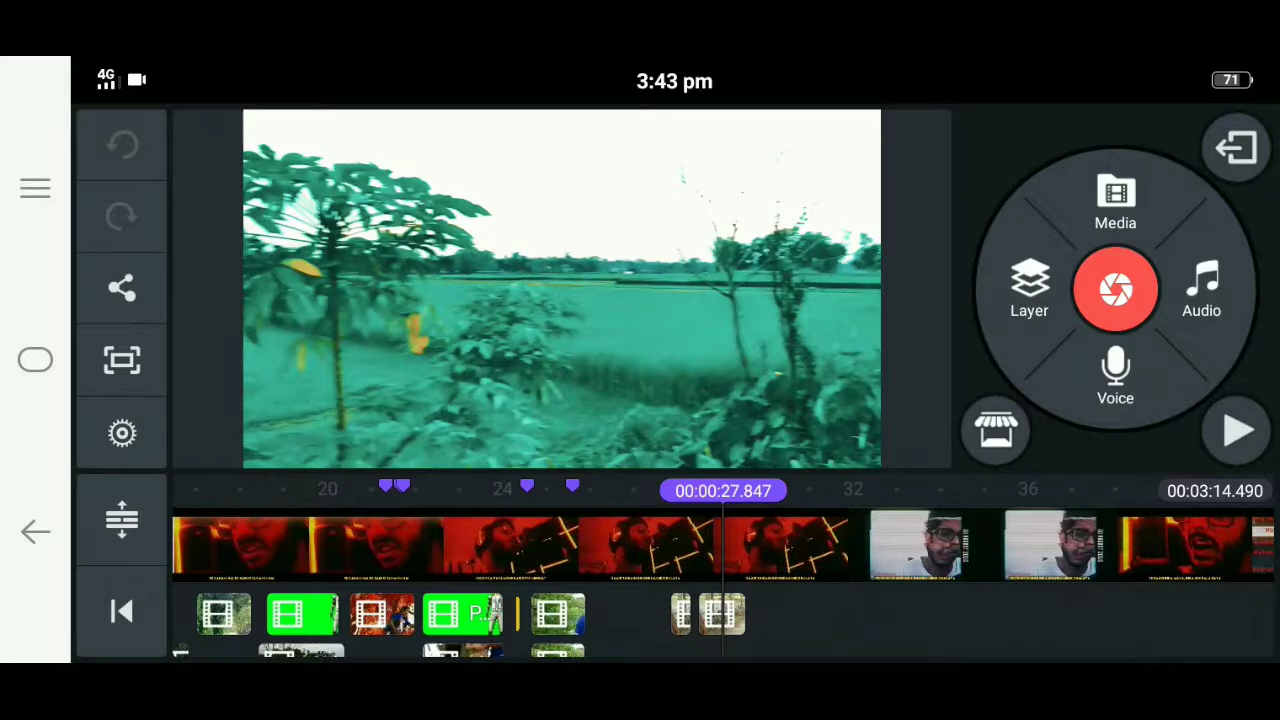 4G
3:43 pm
71
Media
Layer
Audio
Voice
20
24
00:00:27.847
32
36
00:03:14.490
P...